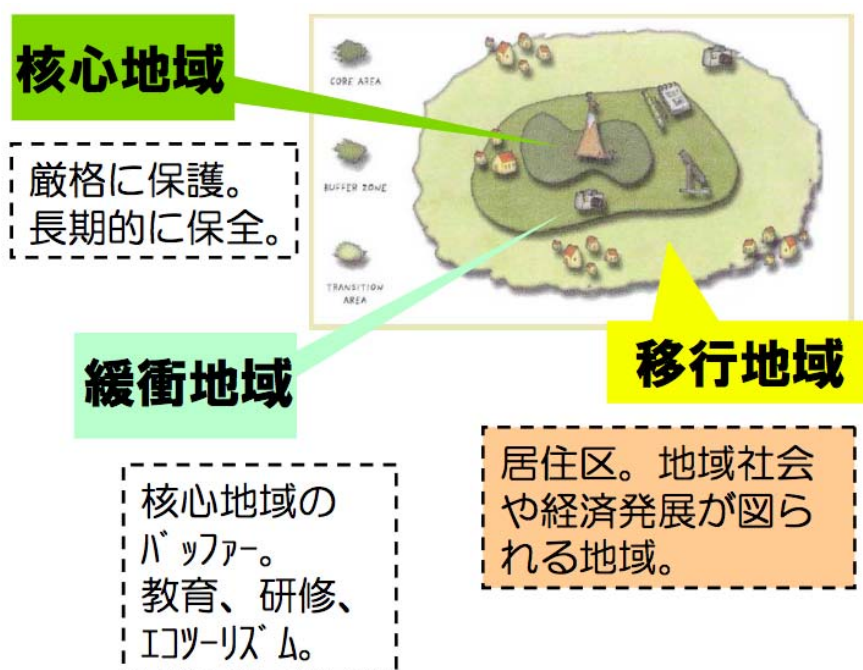 核心地域
厳格に保護。
長期的に保全。
CORE AREA
BUFFER ZONE
TRANSITION
AREA
緩衝地域
核心地域の
ﾊﾞｯﾌｧｰ。
教育、研修、
ｴｺﾂｰﾘｽﾞﾑ。
移行地域
居住区。地域社会
や経済発展が図ら
れる地域。